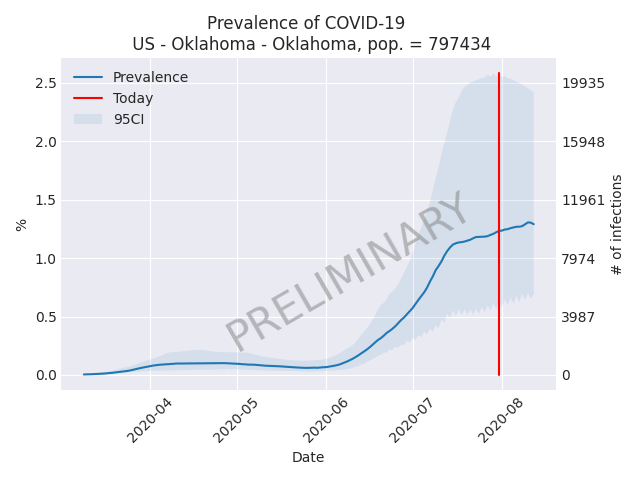 Prevalence of COVID-19
US - Oklahoma - Oklahoma, pop. = 797434
Prevalence
Today
95CI
2.5
2.0
1.5
1.0
0.5
0.0
%
19935
15948
11961
7974
3987
0
# of infections
PRELIMINARY
2020-04
2020-05
2020-06
2020-07
2020-08
Date